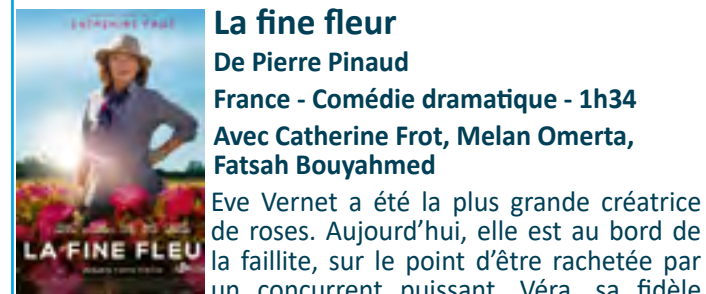 CATHERINE FROT
LA FINE FLEU
La fine fleur
De Pierre Pinaud
France - Comédie dramatique - 1h34
Avec Catherine Frot, Melan Omerta,
Fatsah Bouyahmed
Eve Vernet a été la plus grande créatrice
de roses. Aujourd’hui, elle est au bord de
la faillite, sur le point d’être rachetée par
un concurrent puissant. Véra, sa fidèle